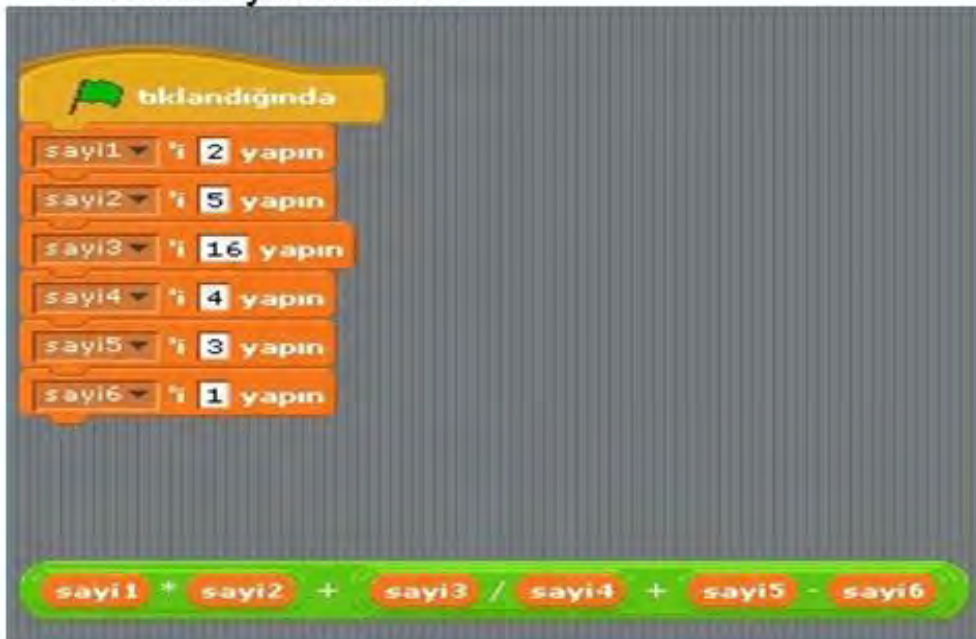 tıklandığında
sayi1 'i 2 yapın
sayi2 'i 5 yapın
sayi3 'i 16 yapın
sayi4 'i 4 yapın
sayi5 'i 3 yapın
sayi6 'i 1 yapın
sayi1 * sayi2 + sayi3 / sayi4 + sayi5 - sayi6